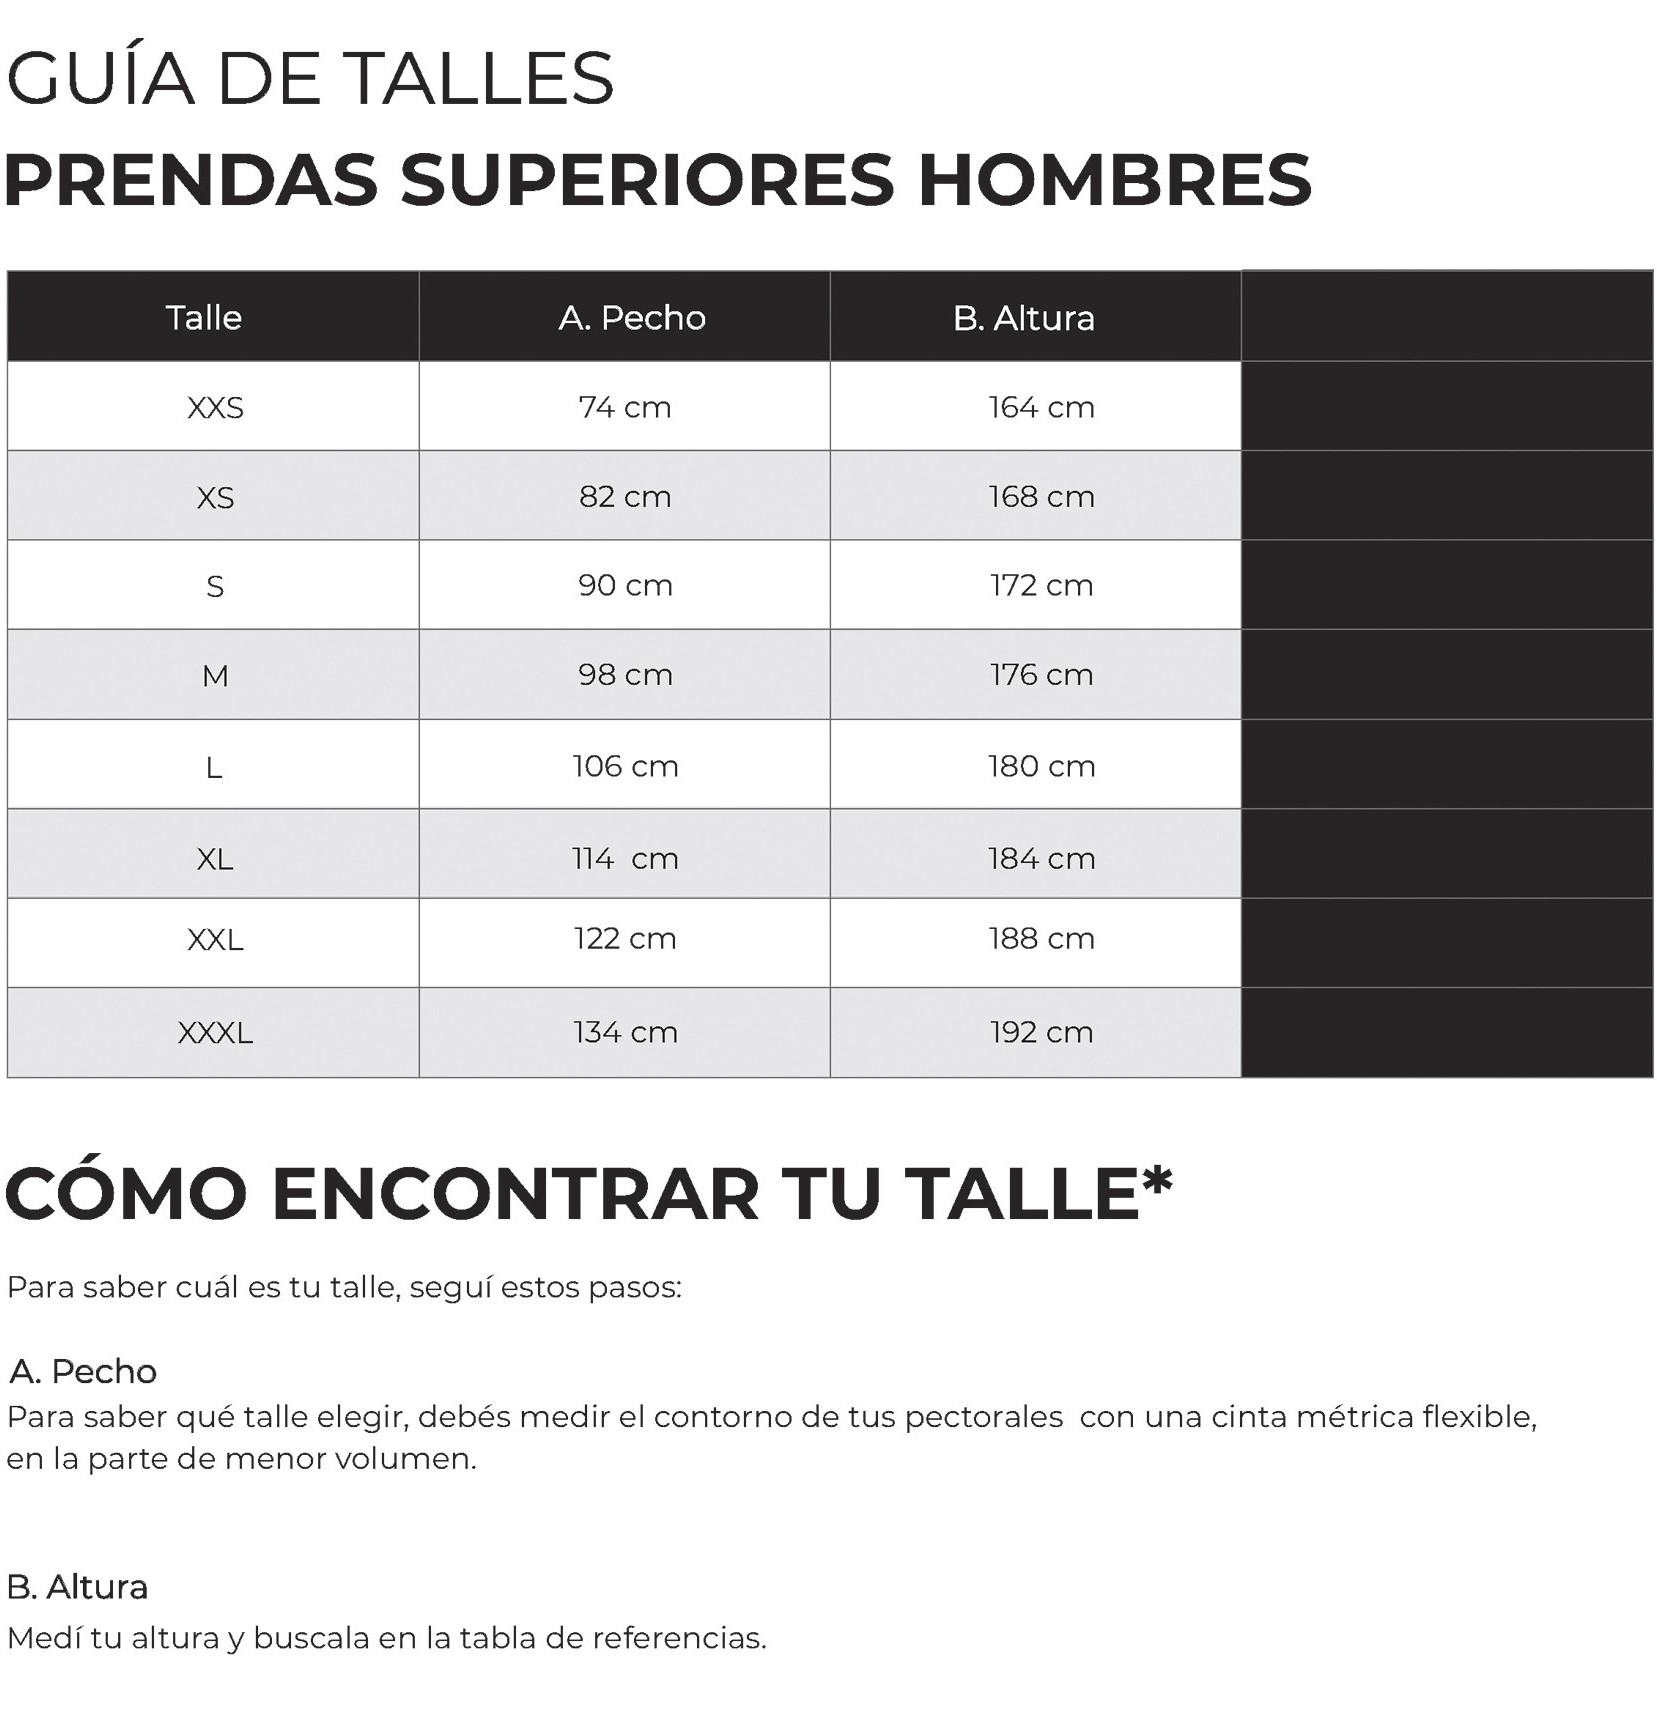 GUÍA DE TALLES
PRENDAS SUPERIORES HOMBRES
Talle A. Pecho B. Altura
XXS 74 cm 164 cm
XS 82 cm 168 cm
S 90 cm 172 cm
M 98 cm 176 cm
L 106 cm 180 cm
XL 114 cm 184 cm
XXL 122 cm 188 cm
XXXL 134 cm 192 cm
CÓMO ENCONTRAR TU TALLE*
Para saber cuál es tu talle, seguí estos pasos:
A. Pecho
Para saber qué talle elegir, debés medir el contorno de tus pectorales con una cinta métrica flexible,
en la parte de menor volumen.
B. Altura
Medí tu altura y buscala en la tabla de referencias.